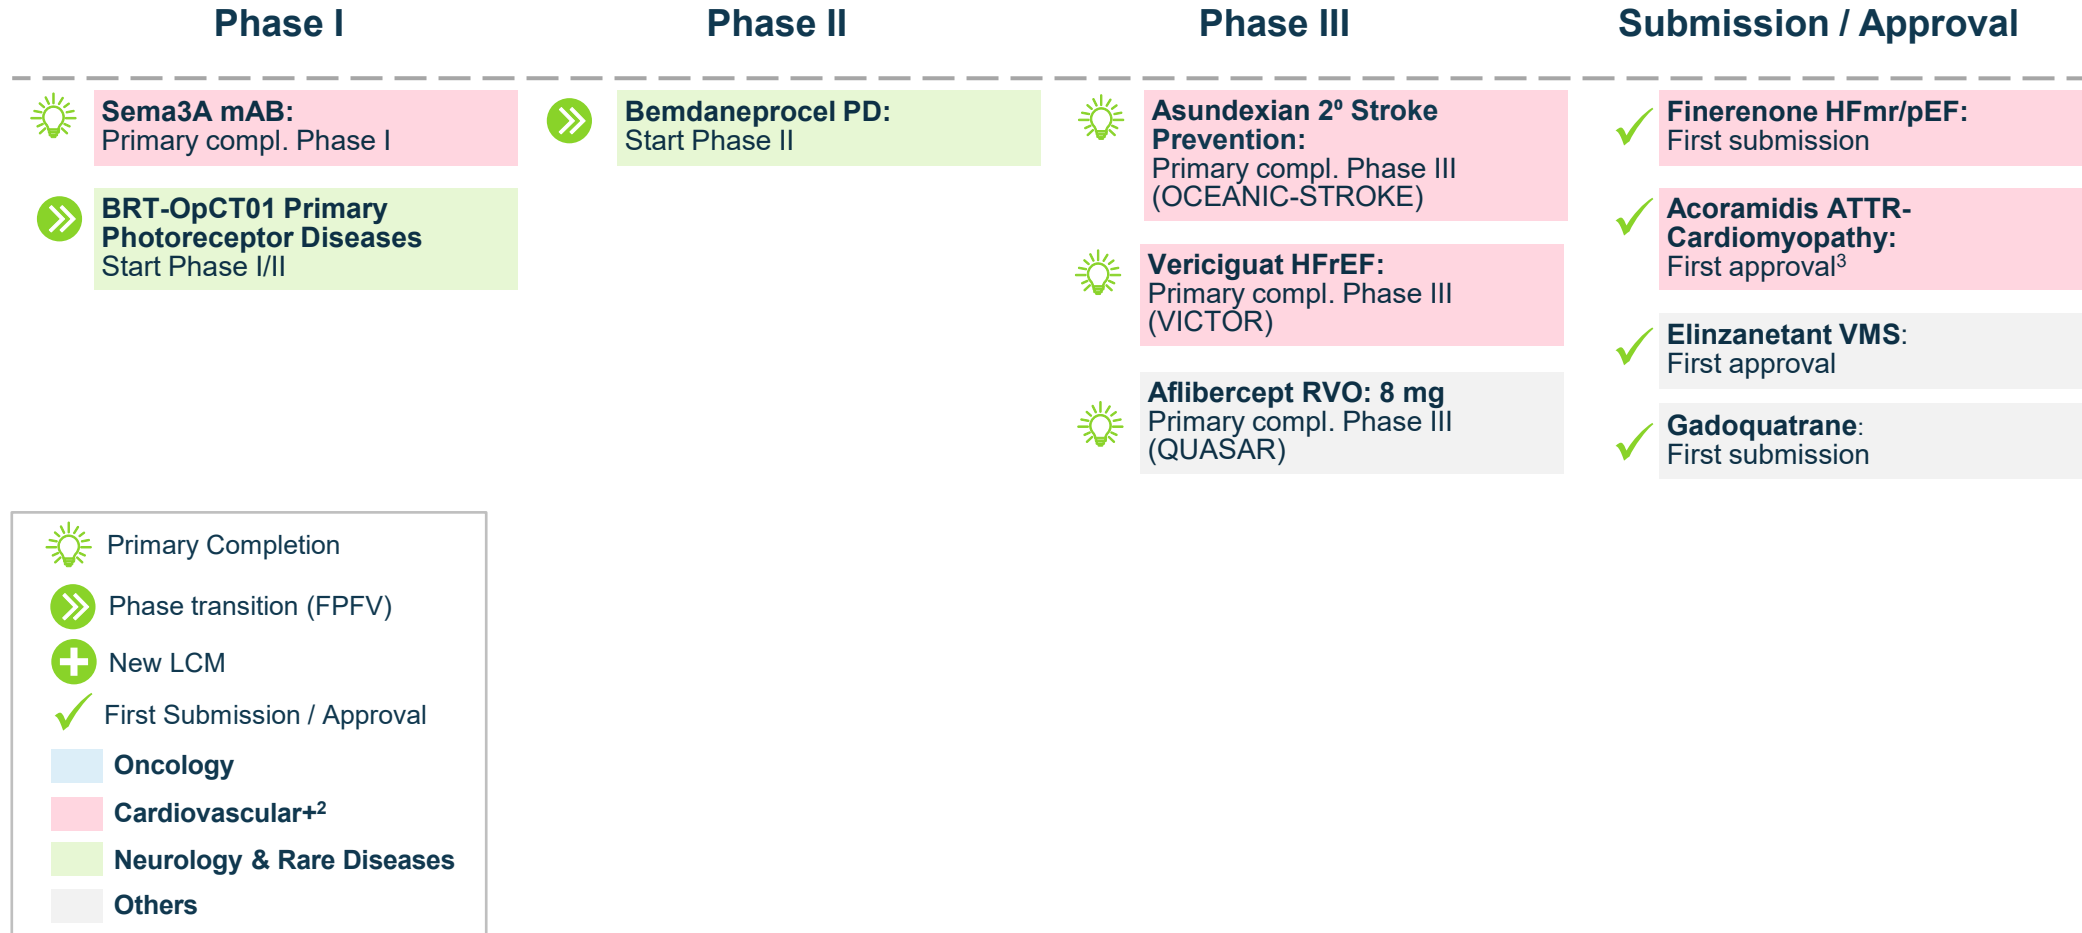 Phase I
Phase II
Phase III
Submission / Approval
Sema3A mAB:
Primary compl. Phase I
BRT-OpCT01 Primary
Photoreceptor Diseases
Start Phase I/II
Bemdaneprocel PD:
Start Phase II
Asundexian 2º Stroke
Prevention:
Primary compl. Phase III
(OCEANIC-STROKE)
Vericiguat HFrEF:
Primary compl. Phase III
(VICTOR)
Aflibercept RVO: 8 mg
Primary compl. Phase III
(QUASAR)
Finerenone HFmr/pEF:
First submission
Acoramidis ATTR-
Cardiomyopathy:
First approval³
Elinzanetant VMS:
First approval
Gadoquatrane:
First submission
Primary Completion
Phase transition (FPFV)
New LCM
First Submission / Approval
Oncology
Cardiovascular+²
Neurology & Rare Diseases
Others